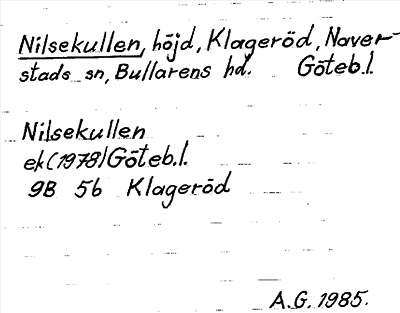 Nilsekullen, höjd, Klageröd, Naver-
stads sn, Bullarens hd. Göteb.l.
Nilsekullen
ek (1978) Göteb.l.
9B 5b Klageröd
A.G. 1985.